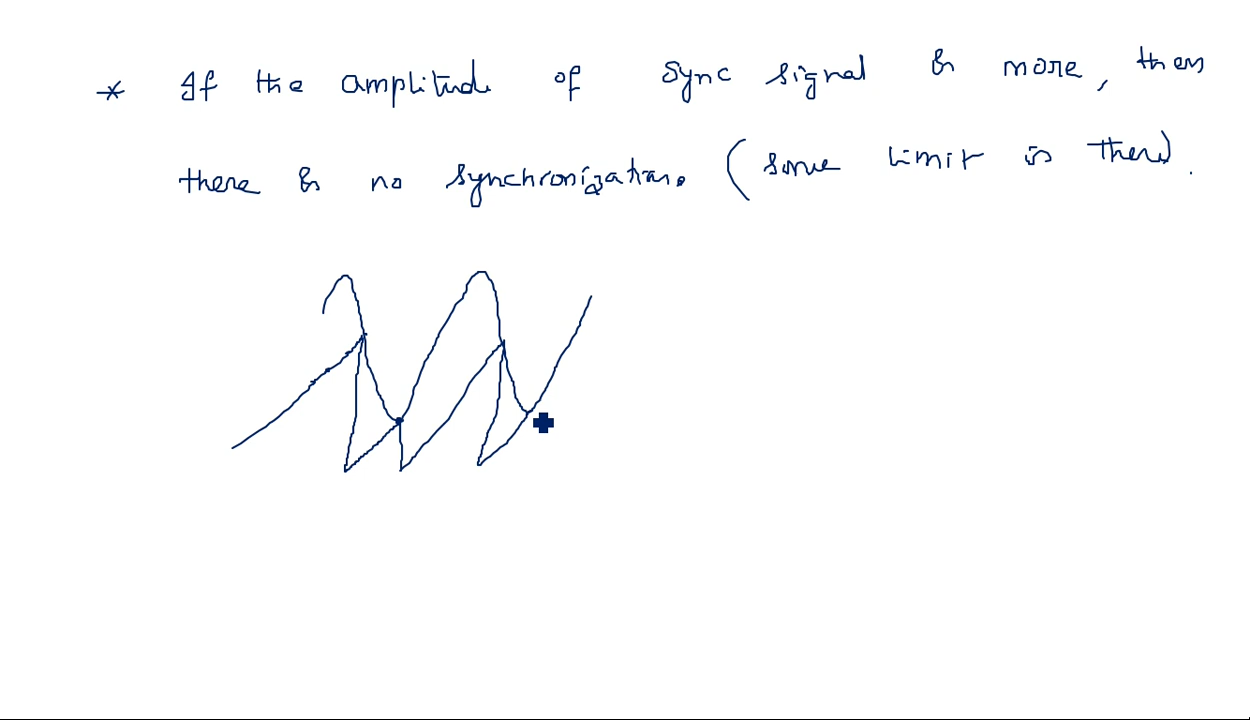 * If the amplitude of sync signal is more, then
there is no synchronization. (some limit is there).